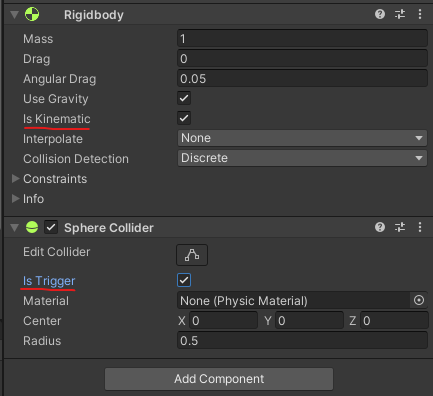 Rigidbody
Mass 1
Drag 0
Angular Drag 0.05
Use Gravity
Is Kinematic
Interpolate None
Collision Detection Discrete
Constraints
Info
Sphere Collider
Edit Collider
Is Trigger
Material None (Physic Material)
Center X 0 Y 0 Z 0
Radius 0.5
Add Component